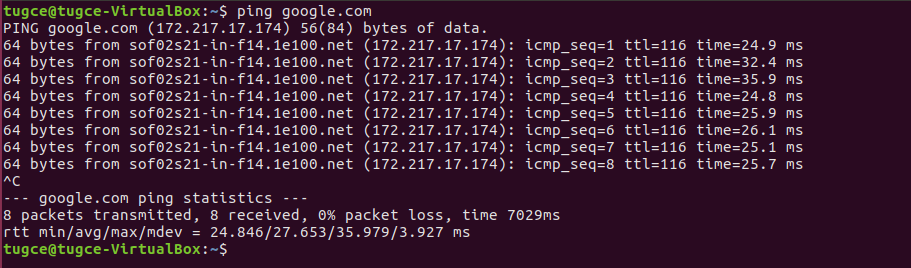 tugce@tugce-VirtualBox:~$ ping google.com
PING google.com (172.217.17.174) 56(84) bytes of data.
64 bytes from sof02s21-in-f14.1e100.net (172.217.17.174): icmp_seq=1 ttl=116 time=24.9 ms
64 bytes from sof02s21-in-f14.1e100.net (172.217.17.174): icmp_seq=2 ttl=116 time=32.4 ms
64 bytes from sof02s21-in-f14.1e100.net (172.217.17.174): icmp_seq=3 ttl=116 time=35.9 ms
64 bytes from sof02s21-in-f14.1e100.net (172.217.17.174): icmp_seq=4 ttl=116 time=24.8 ms
64 bytes from sof02s21-in-f14.1e100.net (172.217.17.174): icmp_seq=5 ttl=116 time=25.9 ms
64 bytes from sof02s21-in-f14.1e100.net (172.217.17.174): icmp_seq=6 ttl=116 time=26.1 ms
64 bytes from sof02s21-in-f14.1e100.net (172.217.17.174): icmp_seq=7 ttl=116 time=25.1 ms
64 bytes from sof02s21-in-f14.1e100.net (172.217.17.174): icmp_seq=8 ttl=116 time=25.7 ms
^C
--- google.com ping statistics ---
8 packets transmitted, 8 received, 0% packet loss, time 7029ms
rtt min/avg/max/mdev = 24.846/27.653/35.979/3.927 ms
tugce@tugce-VirtualBox:~$